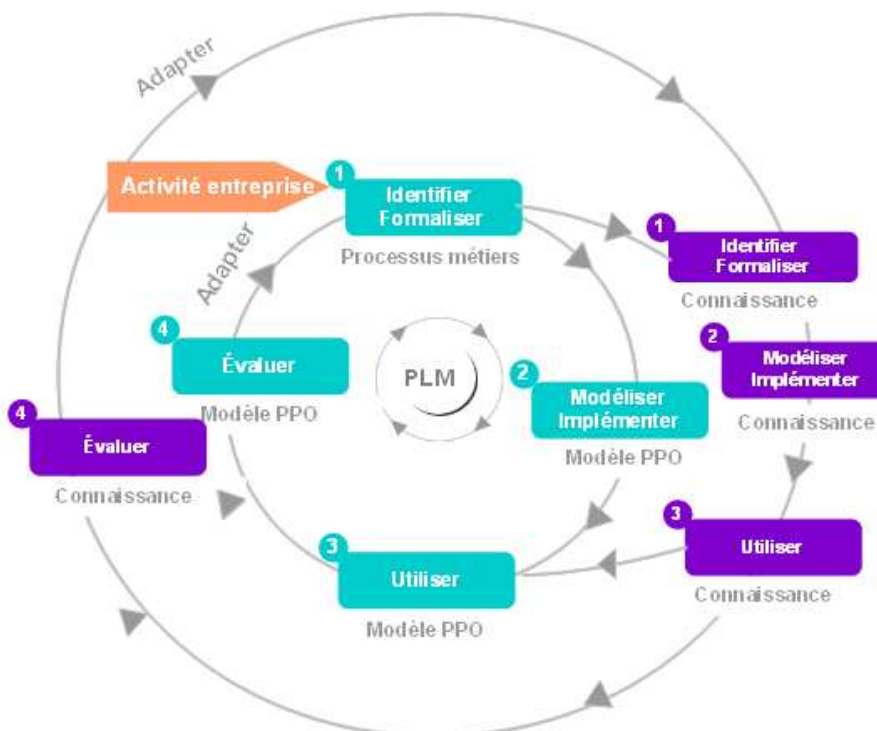 Adapter
Activité entreprise
1
Identifier
Formaliser
Processus métiers
1
Identifier
Formaliser
Connaissance
Adapter
4
Évaluer
Modèle PPO
PLM
2
Modéliser
Implémenter
Modèle PPO
2
Modéliser
Implémenter
Connaissance
4
Évaluer
Connaissance
3
Utiliser
Modèle PPO
3
Utiliser
Connaissance